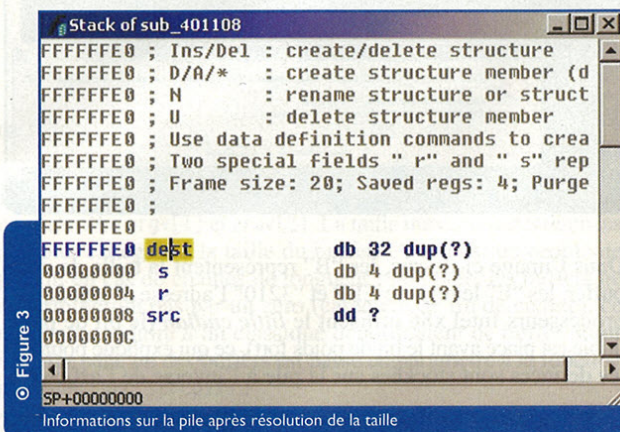 Stack of sub_401108
FFFFFFE0 ; Ins/Del : create/delete structure
FFFFFFE0 ; D/A/* : create structure member (d
FFFFFFE0 ; N : rename structure or struct
FFFFFFE0 ; U : delete structure member
FFFFFFE0 ; Use data definition commands to crea
FFFFFFE0 ; Two special fields " r" and " s" rep
FFFFFFE0 ; Frame size: 20; Saved regs: 4; Purge
FFFFFFE0 ;
FFFFFFE0
FFFFFFE0 dest db 32 dup(?)
00000000 s db 4 dup(?)
00000004 r db 4 dup(?)
00000008 src dd ?
0000000C
SP+00000000
Figure 3
Informations sur la pile après résolution de la taille